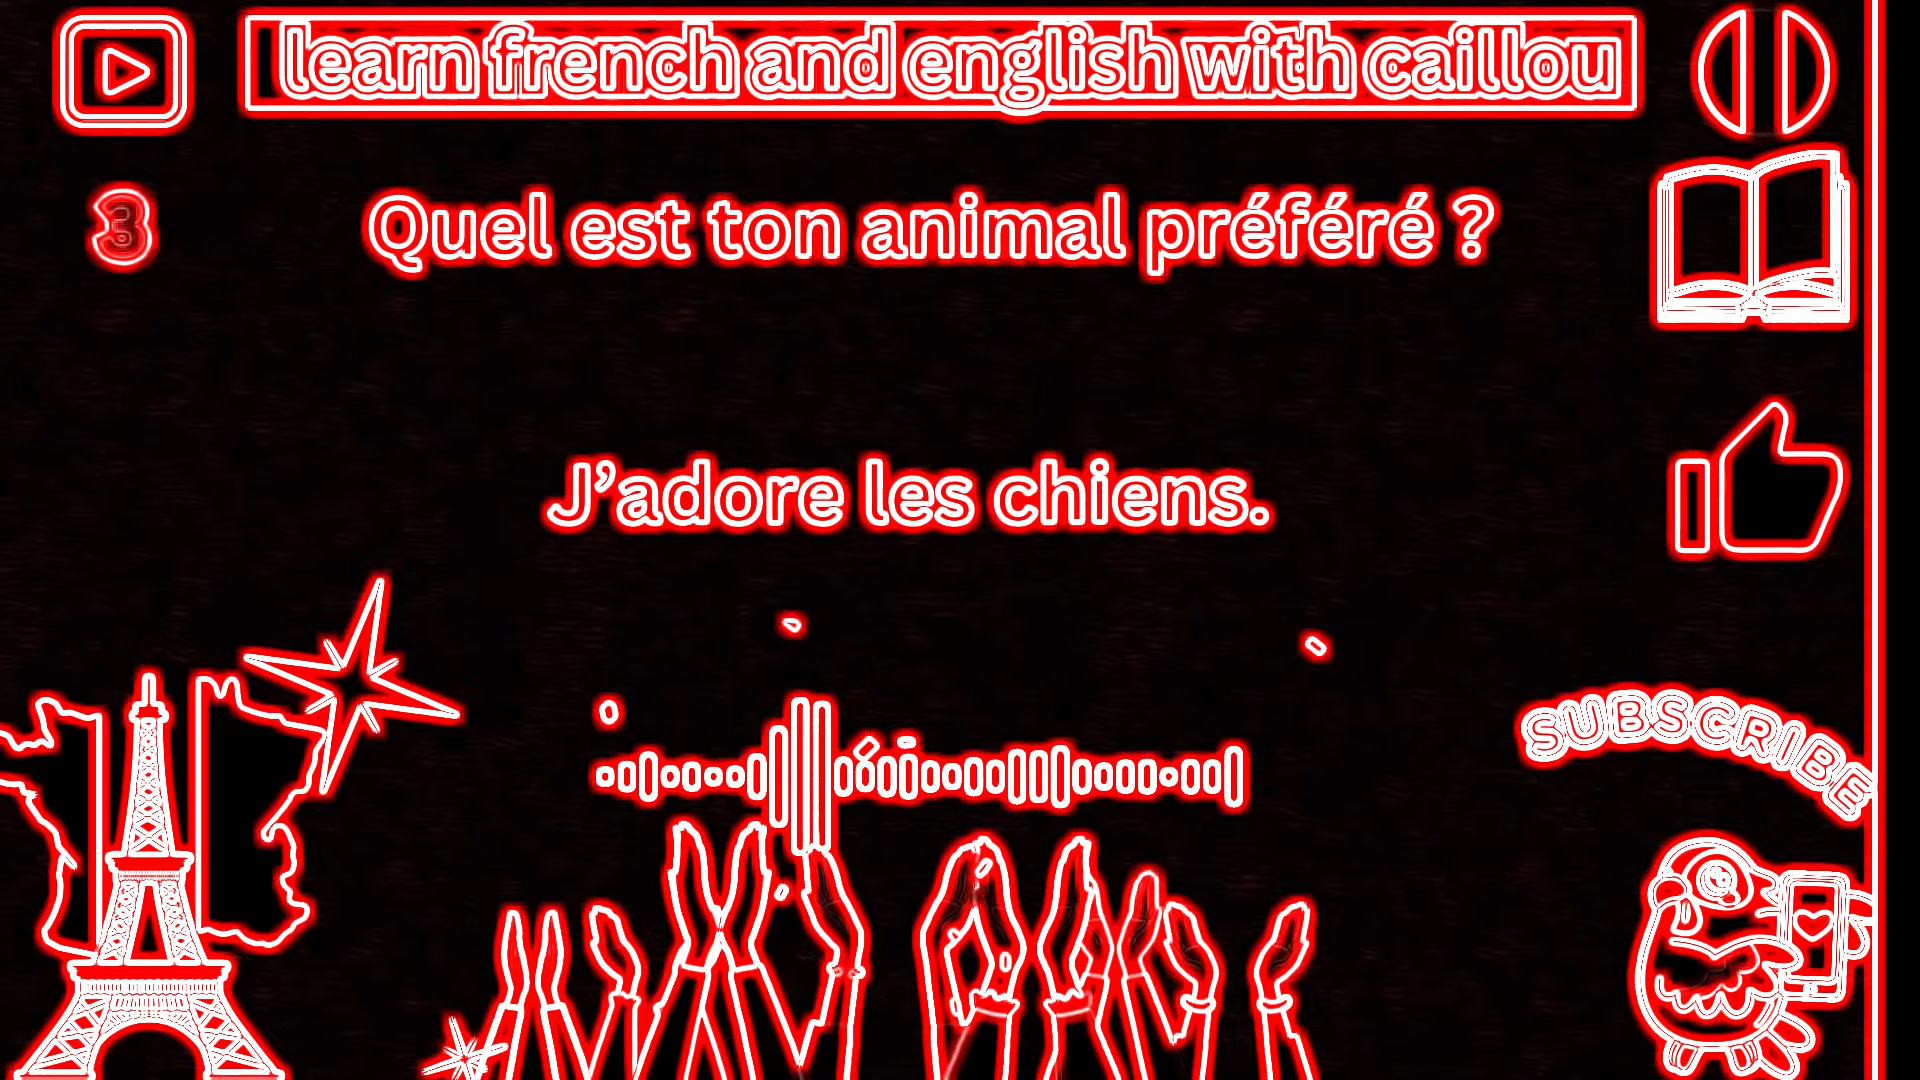 learn french and english with caillou
3
Quel est ton animal préféré ?
J'adore les chiens.
SUBSCRIBE